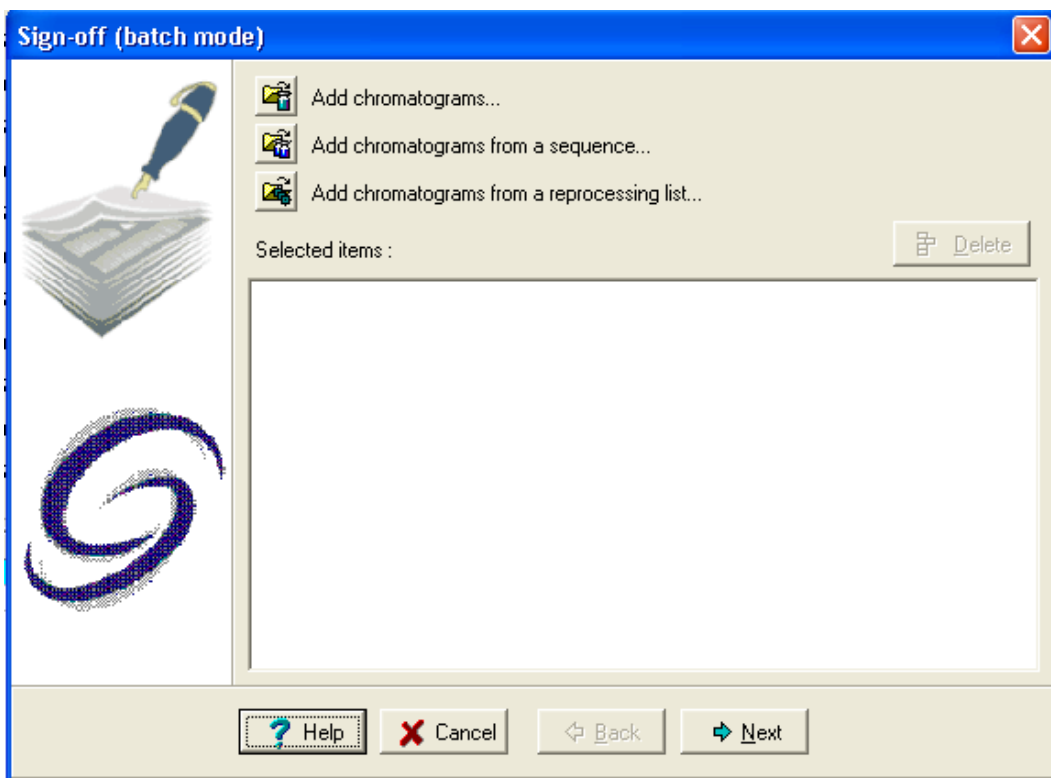 Sign-off (batch mode)
Add chromatograms...
Add chromatograms from a sequence...
Add chromatograms from a reprocessing list...
Selected items :
Delete
Help
Cancel
Back
Next